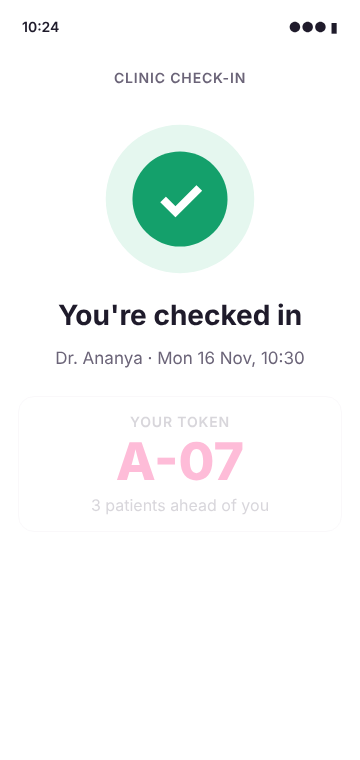 10:24
CLINIC CHECK-IN
You're checked in
Dr. Ananya · Mon 16 Nov, 10:30
YOUR TOKEN
A-07
3 patients ahead of you